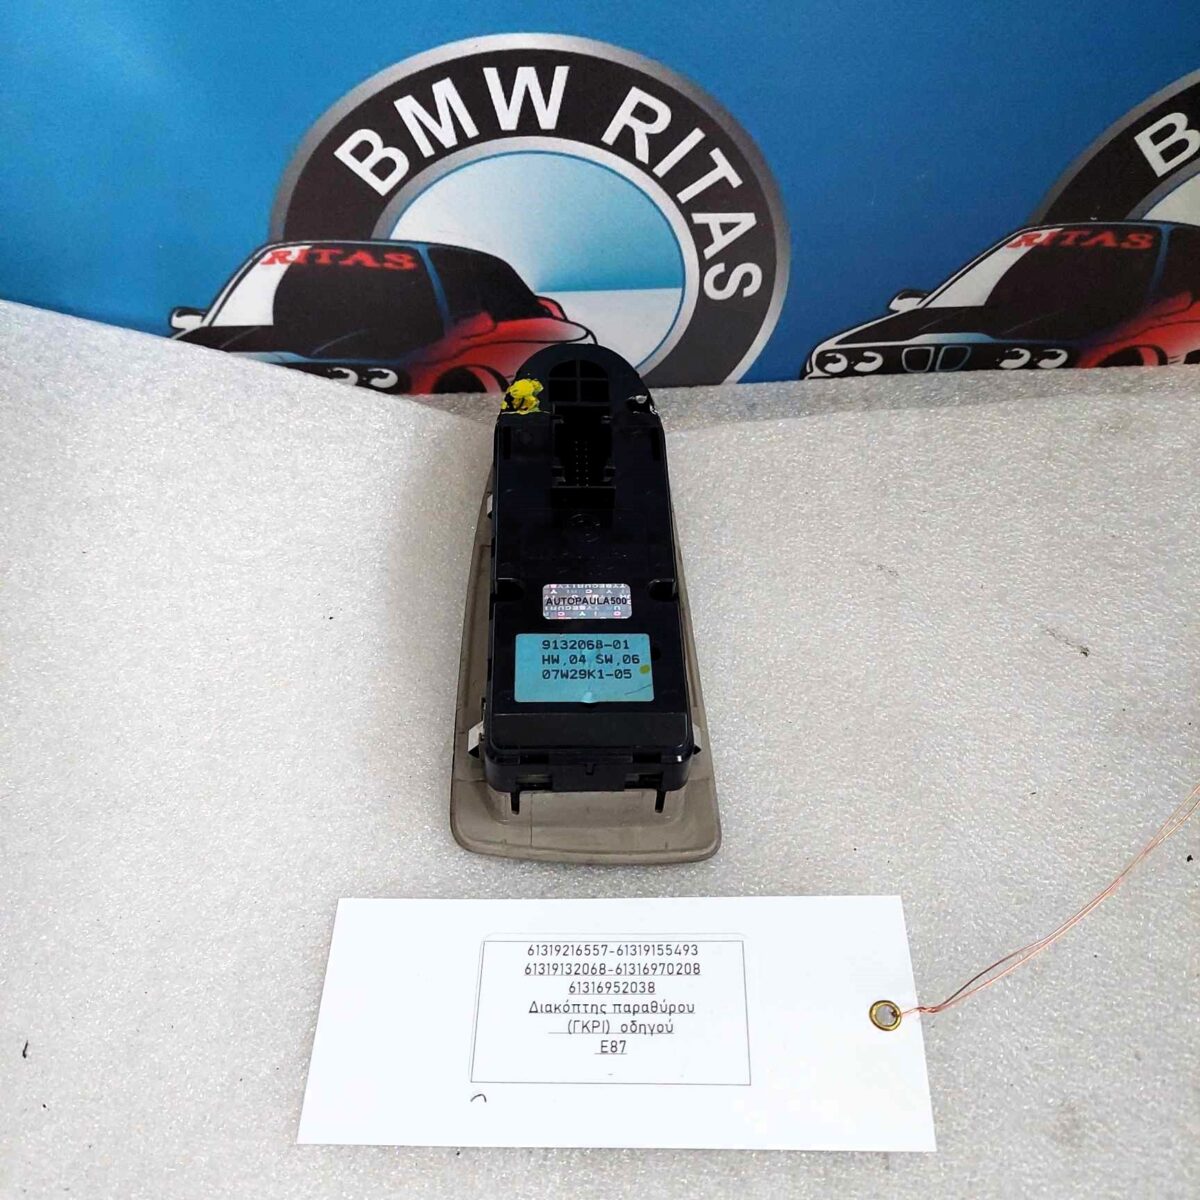 BMW RITAS
B
RITAS
RITAS
AUTOPAULA500
9132068-01
HW,04 SW,06
07W29K1-05
61319216557-61319155493
61319132068-61316970208
61316952038
Διακόπτης παραθύρου
(ΓΚΡΙ) οδηγού
E87